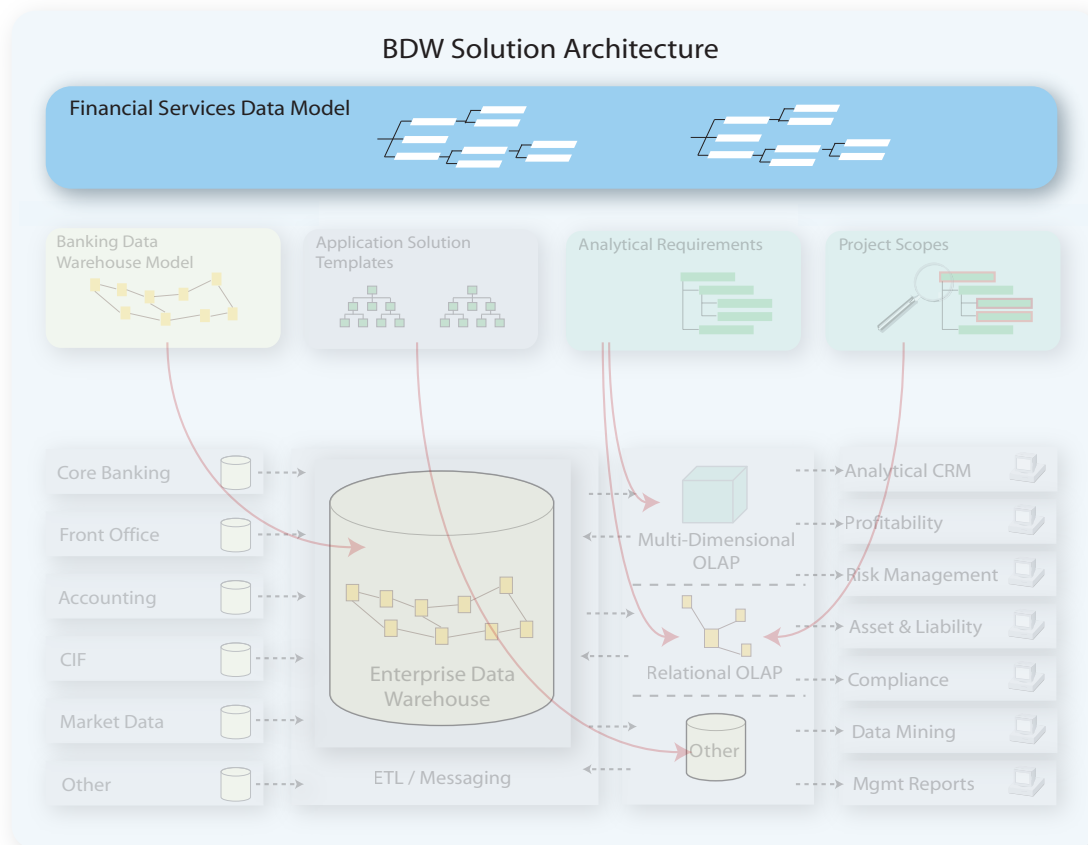 BDW Solution Architecture
Financial Services Data Model
Banking Data
Warehouse Model
Application Solution
Templates
Analytical Requirements
Project Scopes
Core Banking
Front Office
Accounting
CIF
Market Data
Other
Enterprise Data
Warehouse
ETL / Messaging
Multi-Dimensional
OLAP
Relational OLAP
Other
Analytical CRM
Profitability
Risk Management
Asset & Liability
Compliance
Data Mining
Mgmt Reports